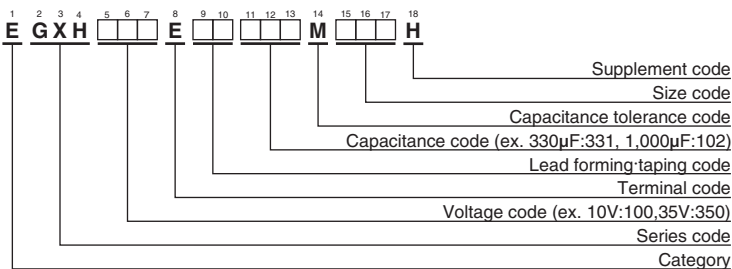 1 2 3 4 5 6 7 8 9 10 11 12 13 14 15 16 17 18
E GXH E M H
Supplement code
Size code
Capacitance tolerance code
Capacitance code (ex. 330µF:331, 1,000µF:102)
Lead forming·taping code
Terminal code
Voltage code (ex. 10V:100,35V:350)
Series code
Category